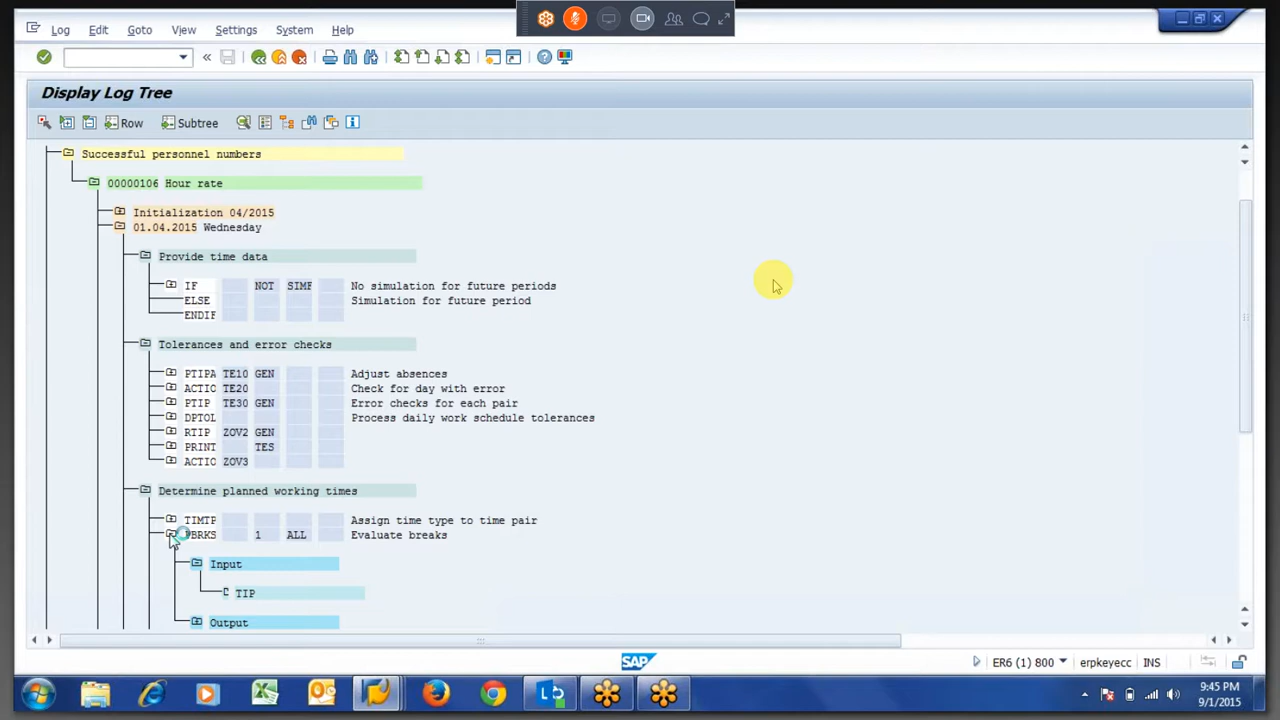 Log Edit Goto View Settings System Help
Display Log Tree
Row Subtree
Successful personnel numbers
00000106 Hour rate
Initialization 04/2015
01.04.2015 Wednesday
Provide time data
IF NOT SIMF No simulation for future periods
ELSE Simulation for future period
ENDIF
Tolerances and error checks
PTIPA TE10 GEN Adjust absences
ACTIO TE20 Check for day with error
PTIP TE30 GEN Error checks for each pair
DPTOL Process daily work schedule tolerances
RTIP ZOV2 GEN
PRINT TES
ACTIO ZOV3
Determine planned working times
TIMTP Assign time type to time pair
PBRKS 1 ALL Evaluate breaks
Input
TIP
Output
SAP
ER6 (1) 800 erpkeyecc INS
9:45 PM
9/1/2015